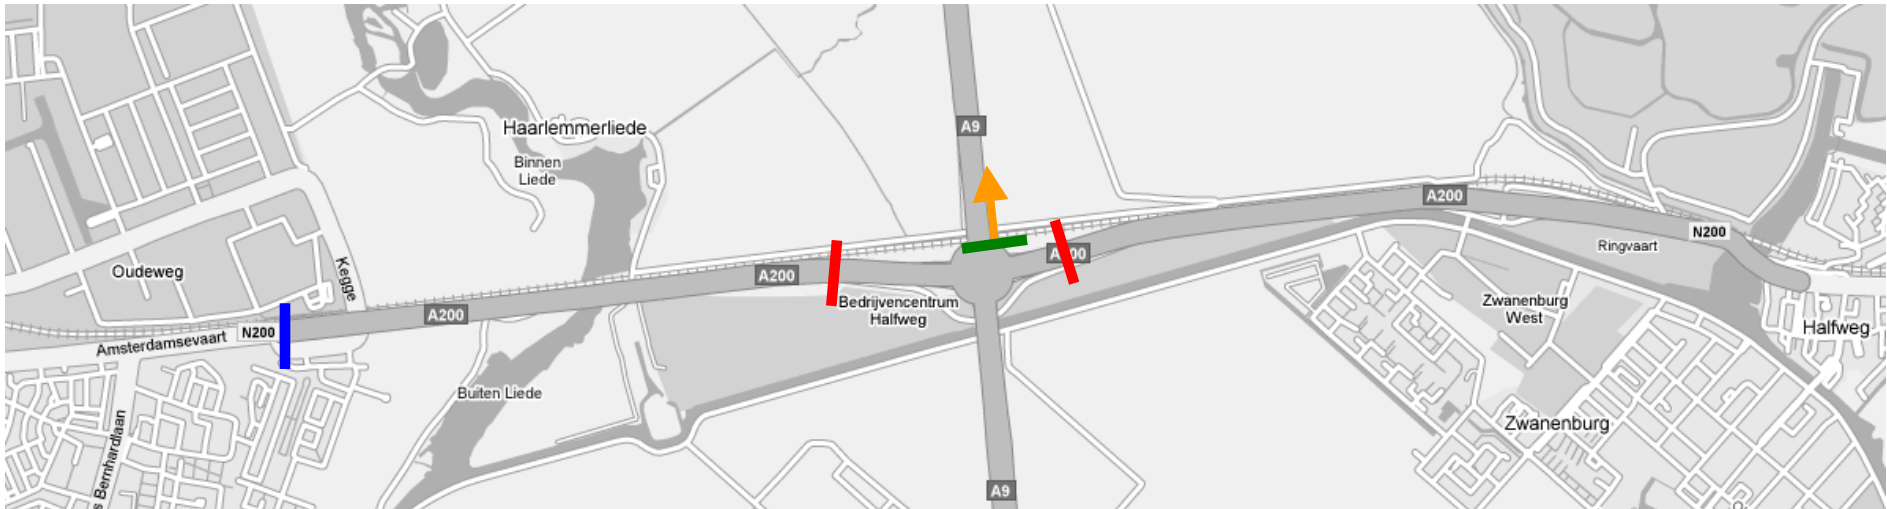 Haarlemmerliede
A9
Binnen
Liede
A200
N200
Ringvaart
Oudeweg
Kegge
A200
Bedrijvencentrum
Halfweg
Zwanenburg
West
A200
N200
Amsterdamsevaart
Halfweg
Buiten Liede
Zwanenburg
s Bernhardlaan
A9